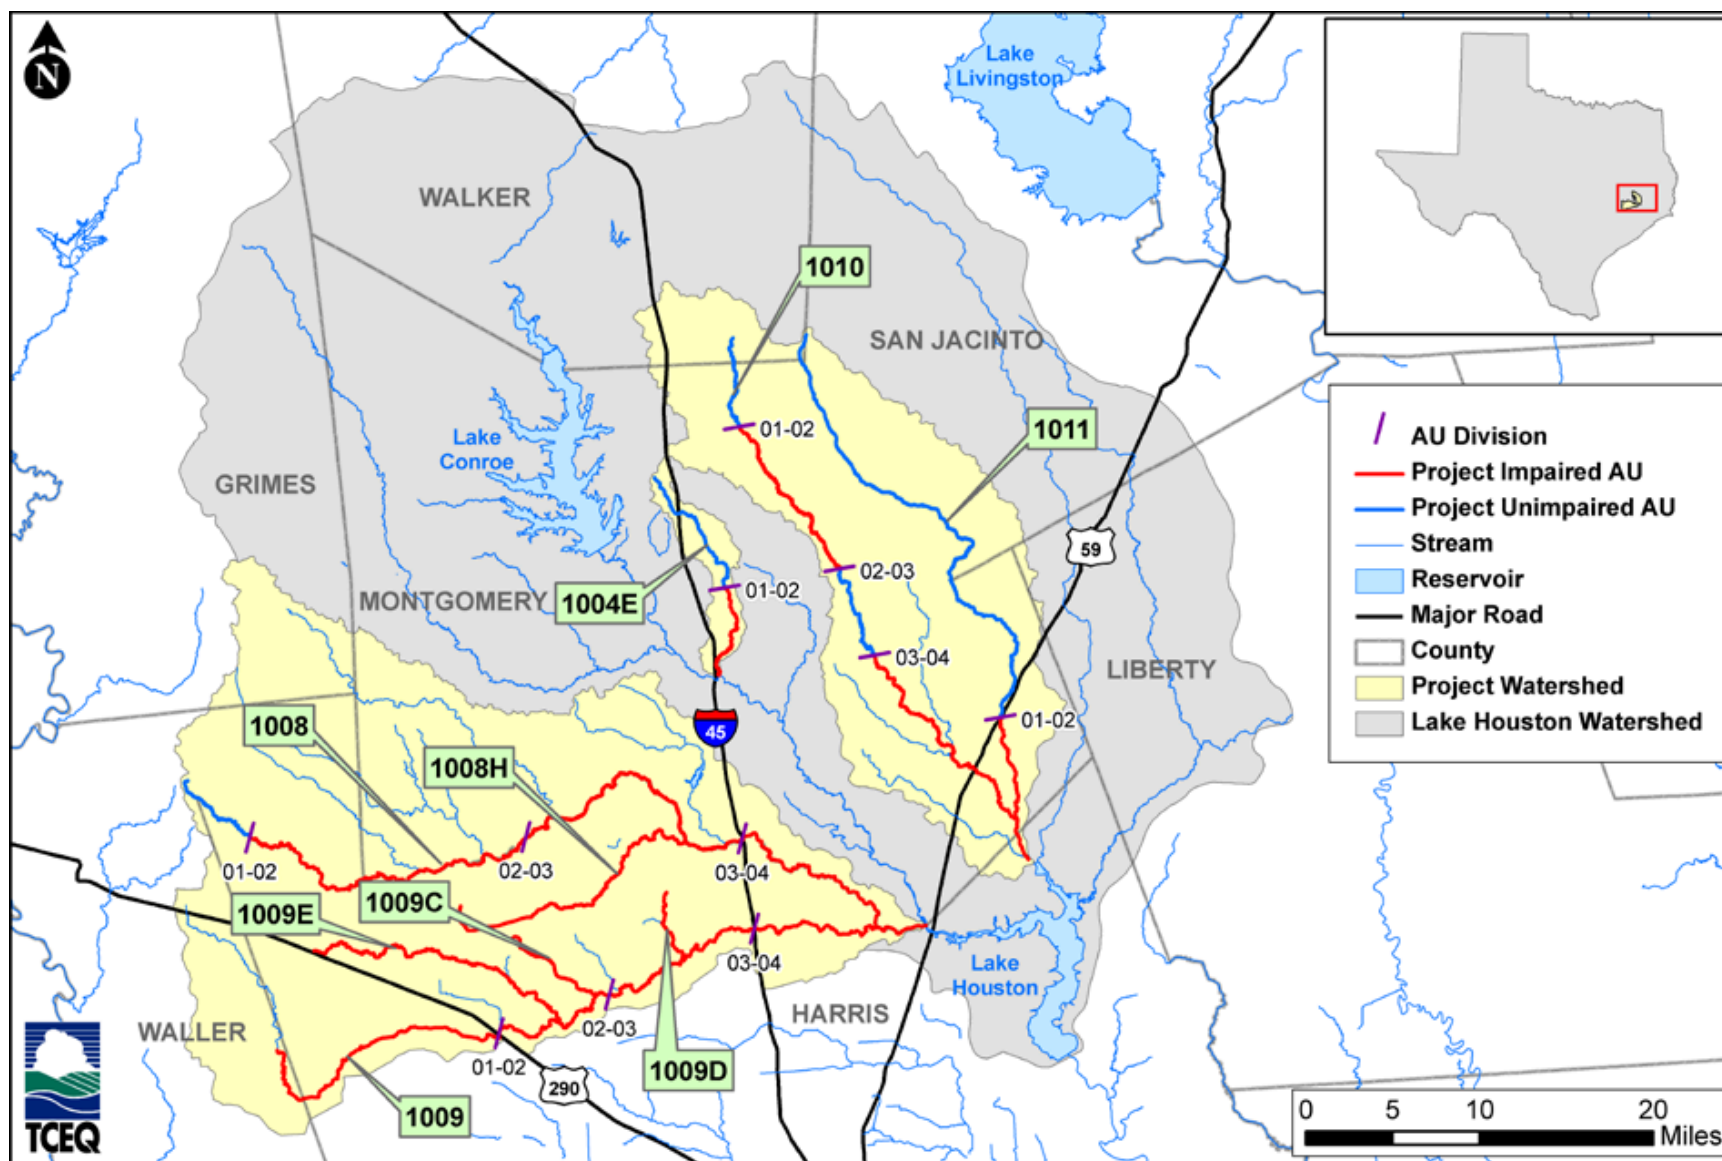 N
Lake
Livingston
WALKER
1010
SAN JACINTO
Lake
Conroe
01-02
1011
GRIMES
59
02-03
MONTGOMERY
1004E
01-02
03-04
LIBERTY
1008
45
01-02
1008H
01-02
02-03
03-04
1009C
1009E
03-04
Lake
Houston
02-03
HARRIS
WALLER
01-02
1009D
290
1009
TCEQ
AU Division
Project Impaired AU
Project Unimpaired AU
Stream
Reservoir
Major Road
County
Project Watershed
Lake Houston Watershed
0 5 10 20
Miles